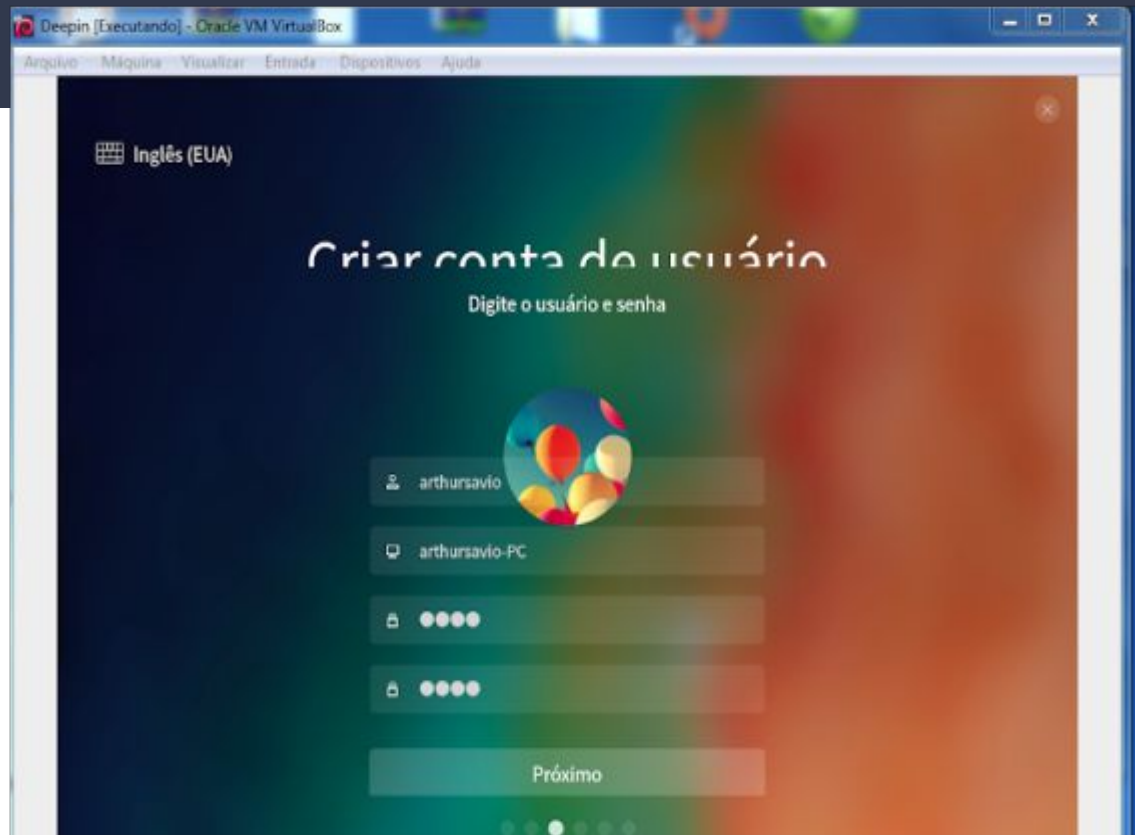 Deepin [Executando] - Oracle VM VirtualBox
Arquivo Máquina Visualizar Entrada Dispositivos Ajuda
Inglês (EUA)
Criar conta de usuário
Digite o usuário e senha
arthursavio
arthursavio-PC
Próximo